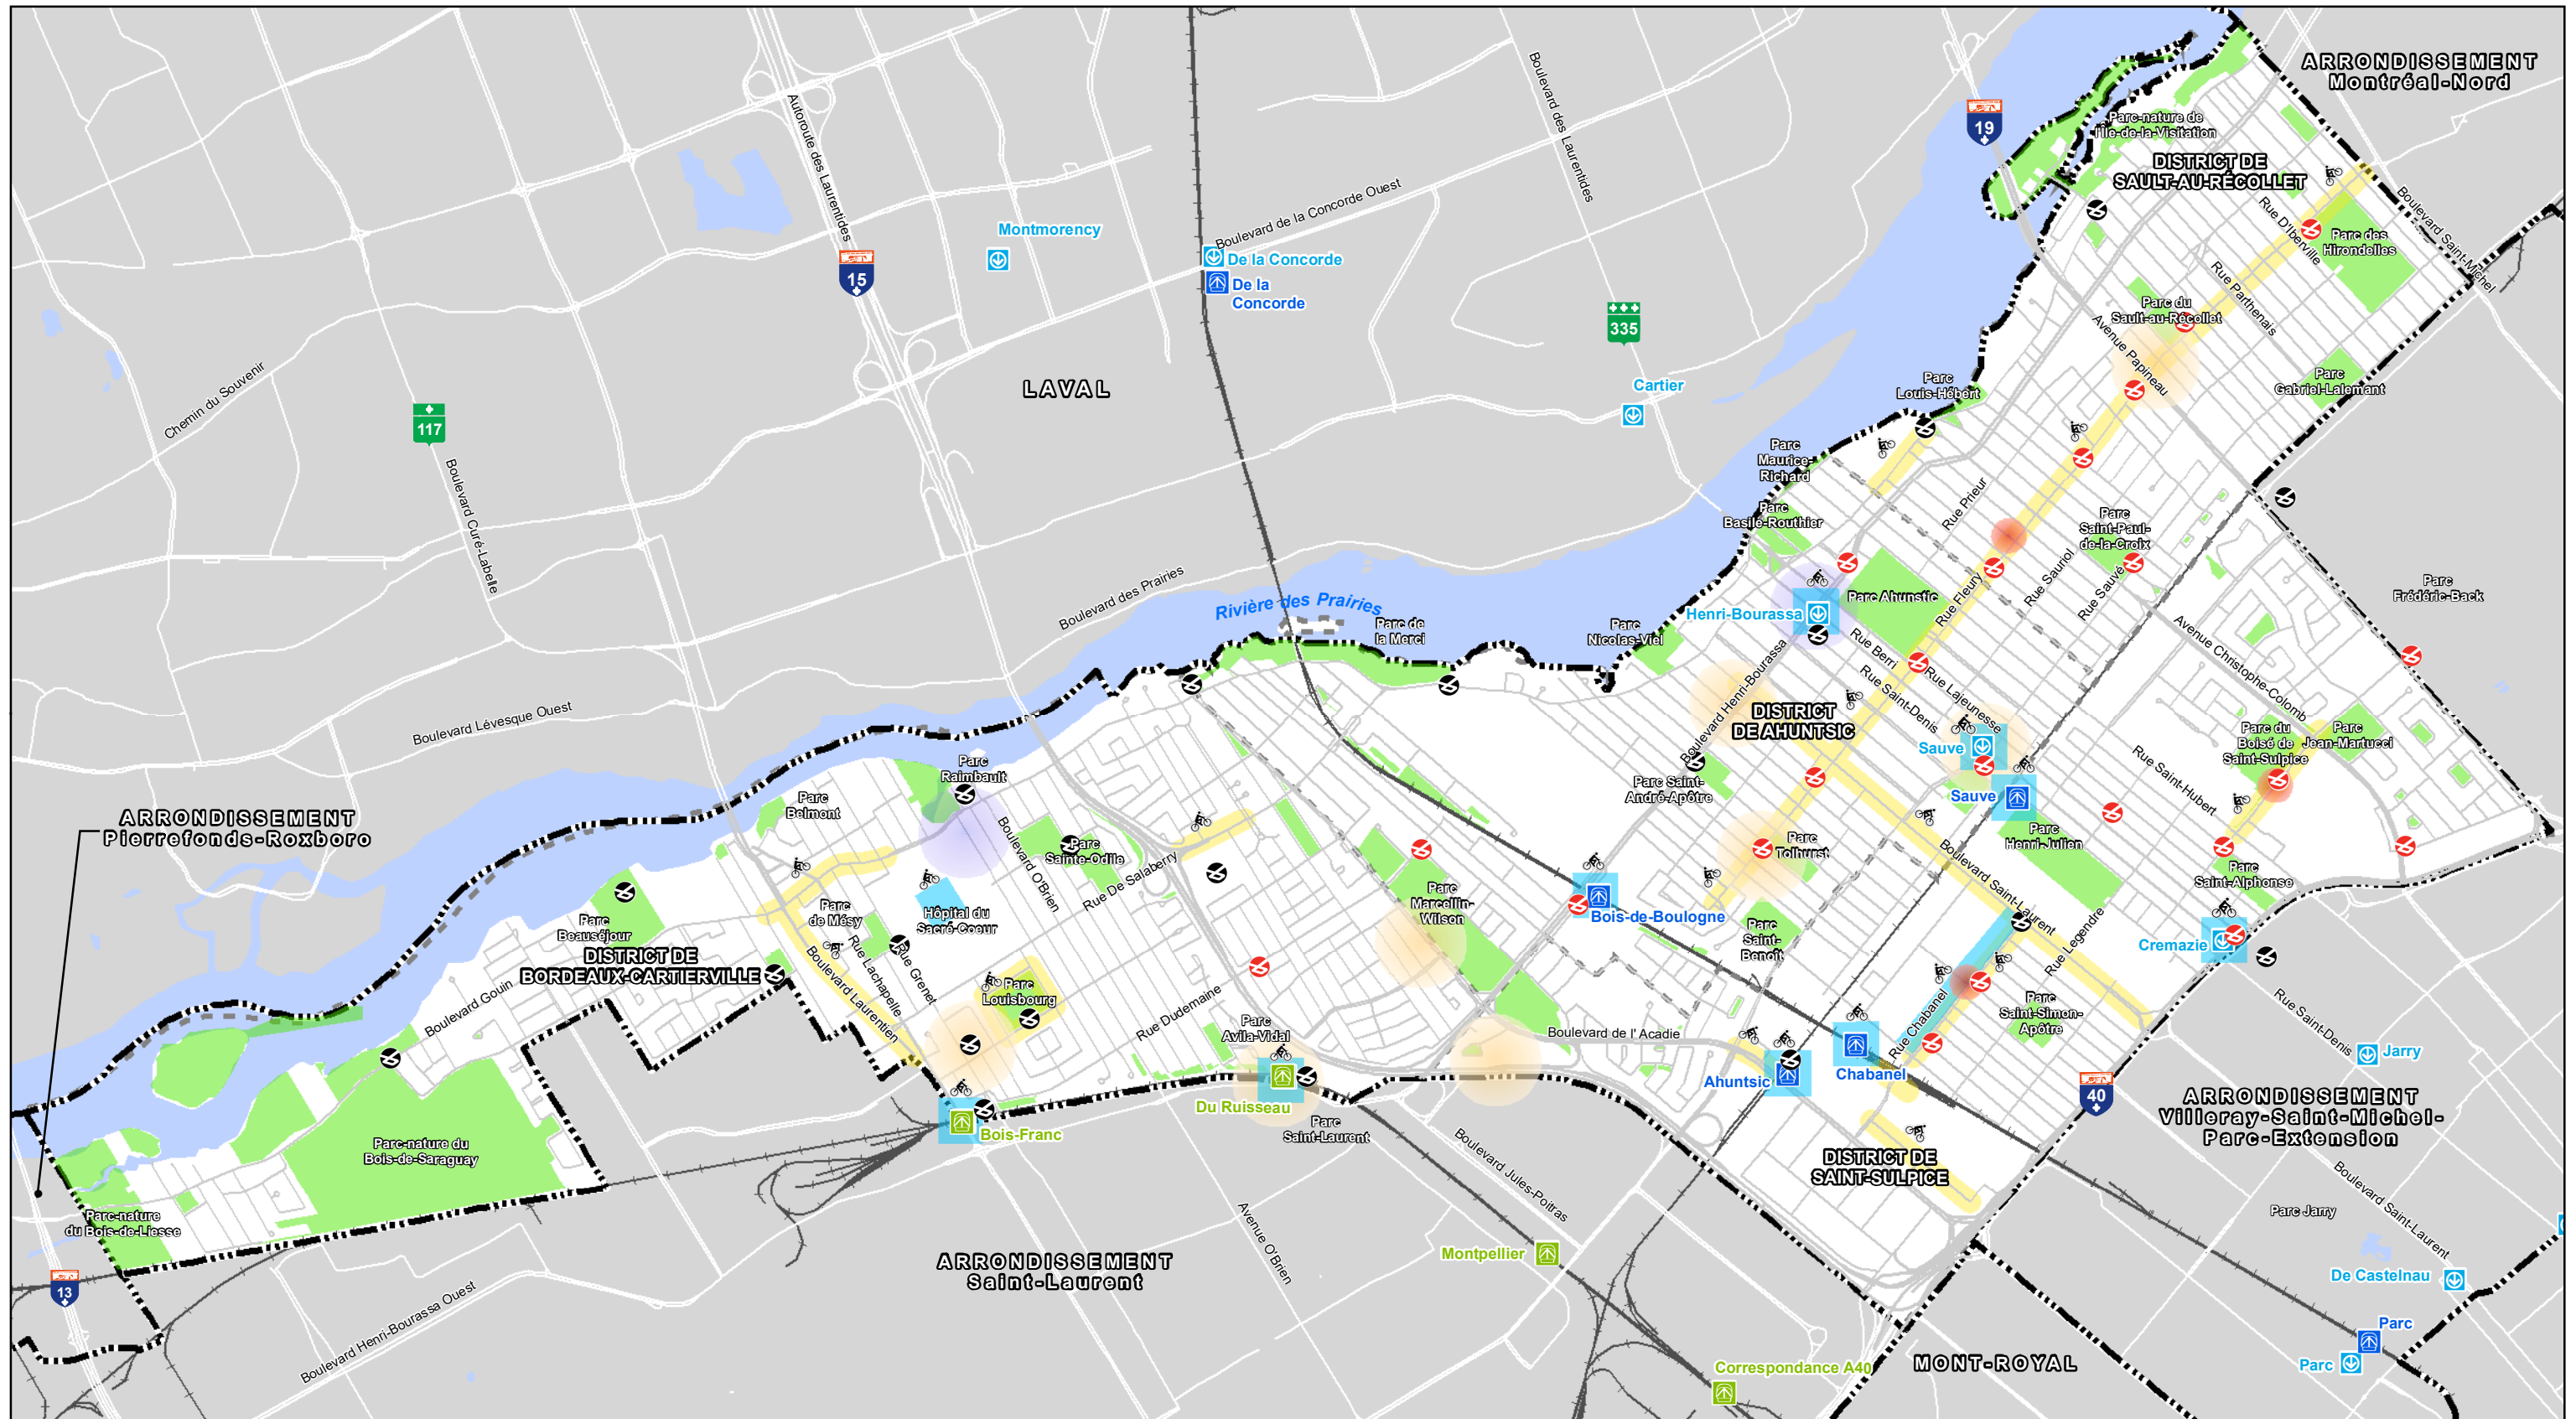 ARRONDISSEMENT
Montréal-Nord
Parc-nature de
l'Île-de-la-Visitation
DISTRICT DE
SAULT-AU-RÉCOLLET
19
Boulevard des Laurentides
Autoroute des Laurentides
Boulevard de la Concorde Ouest
Montmorency
De la Concorde
De la
Concorde
15
Boulevard Saint-Michel
Rue D'Iberville
Parc des
Hirondelles
Rue Parthenais
Parc du
Sault-au-Récollet
Avenue Papineau
335
Cartier
LAVAL
Chemin du Souvenir
117
Boulevard Curé-Labelle
Parc
Louis-Hébert
Parc
Gabriel-Lalemant
Parc
Maurice-
Richard
Parc
Basile-Routhier
Rue Prieur
Parc
Saint-Paul-
de-la-Croix
Rue Sauriol
Rue Sauvé
Rue Fleury
Parc Ahunstic
Henri-Bourassa
Parc
Frédéric-Back
Boulevard des Prairies
Rivière des Prairies
Parc de
la Merci
Parc
Nicolas-Viel
Rue Berri
Rue Lajeunesse
Rue Saint-Denis
Boulevard Henri-Bourassa
Avenue Christophe-Colomb
DISTRICT
DE AHUNTSIC
Sauve
Sauve
Parc du
Boisé de
Saint-Sulpice
Parc
Jean-Martucci
Rue Saint-Hubert
Boulevard Lévesque Ouest
Parc
Raimbault
Parc Saint-
André-Apôtre
ARRONDISSEMENT
Pierrefonds-Roxboro
Parc
Belmont
Boulevard O'Brien
Parc
Sainte-Odile
Rue De Salaberry
Parc
Tolhurst
Parc
Henri-Julien
Boulevard Saint-Laurent
Parc
Saint-Alphonse
Parc
Marcellin-
Wilson
Bois-de-Boulogne
Parc
Saint-
Benoît
Cremazie
Rue Legendre
Parc
Beauséjour
DISTRICT DE
BORDEAUX-CARTIERVILLE
Parc
de Mésy
Hôpital du
Sacré-Coeur
Rue Lachapelle
Rue Grenet
Boulevard Laurentien
Boulevard Gouin
Parc
Louisbourg
Rue Dudemaine
Parc
Avila-Vidal
Boulevard de l' Acadie
Rue Chabanel
Parc
Saint-Simon-
Apôtre
Rue Saint-Denis
Jarry
Ahuntsic
Chabanel
40
Du Ruisseau
Parc
Saint-Laurent
Bois-Franc
ARRONDISSEMENT
Villeray-Saint-Michel-
Parc-Extension
Parc-nature du
Bois-de-Saraguay
DISTRICT DE
SAINT-SULPICE
Boulevard Jules-Poitras
Boulevard Saint-Laurent
Parc Jarry
Parc-nature
du Bois-de-Liesse
Avenue O'Brien
Montpellier
ARRONDISSEMENT
Saint-Laurent
De Castelnau
13
Boulevard Henri-Bourassa Ouest
Parc
Parc
MONT-ROYAL
Correspondance A40